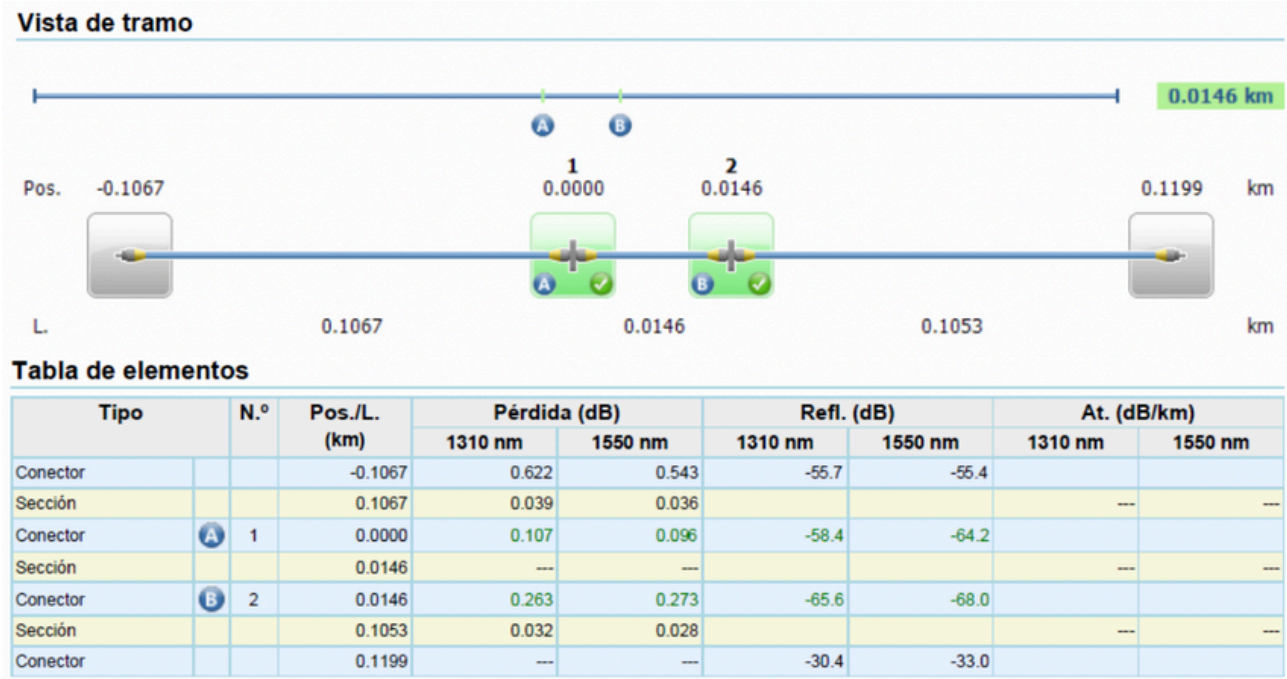 Vista de tramo
0.0146 km
A B
1 2
Pos. -0.1067 0.0000 0.0146 0.1199 km
A B
L. 0.1067 0.0146 0.1053 km
Tabla de elementos
Tipo N.º Pos./L. (km) Pérdida (dB) Refl. (dB) At. (dB/km)
1310 nm 1550 nm 1310 nm 1550 nm 1310 nm 1550 nm
Conector -0.1067 0.622 0.543 -55.7 -55.4
Sección 0.1067 0.039 0.036 --- ---
Conector A 1 0.0000 0.107 0.096 -58.4 -64.2
Sección 0.0146 --- --- --- ---
Conector B 2 0.0146 0.263 0.273 -65.6 -68.0
Sección 0.1053 0.032 0.028 --- ---
Conector 0.1199 --- --- -30.4 -33.0